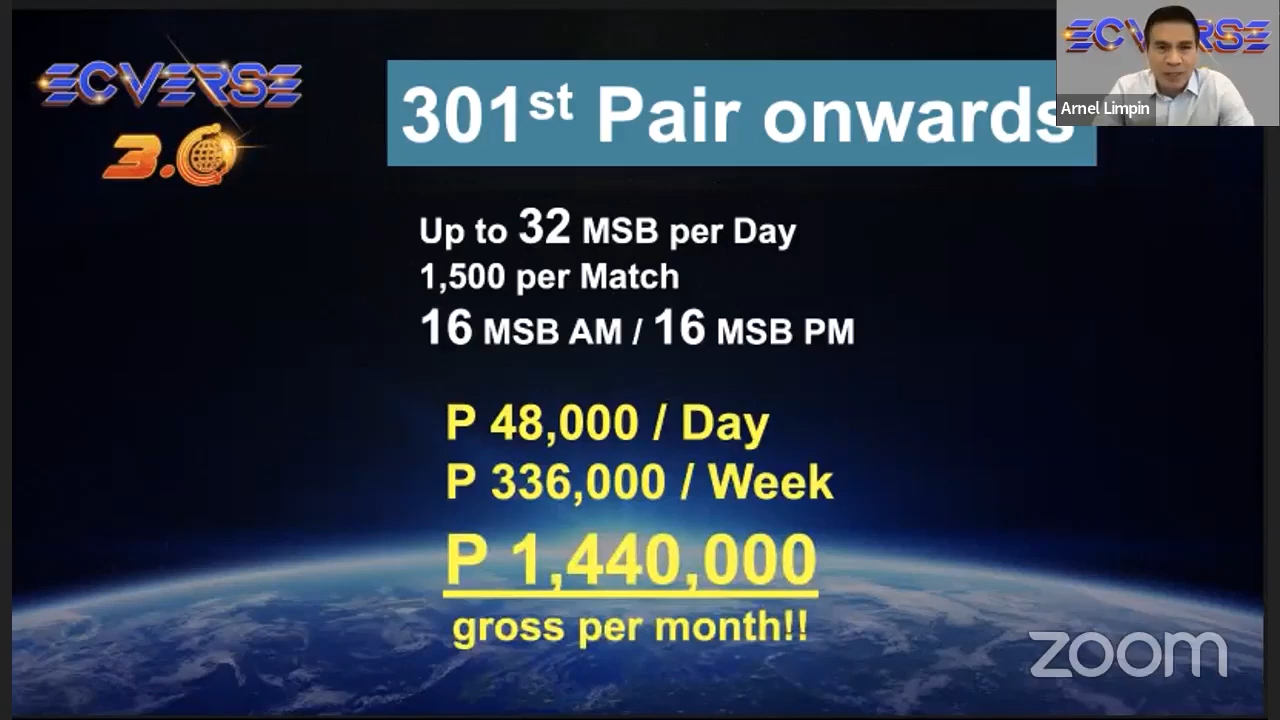 ECVERSE
3.0
301st Pair onwards
Up to 32 MSB per Day
1,500 per Match
16 MSB AM / 16 MSB PM
P 48,000 / Day
P 336,000 / Week
P 1,440,000
gross per month!!
ECVERSE
Arnel Limpin
zoom